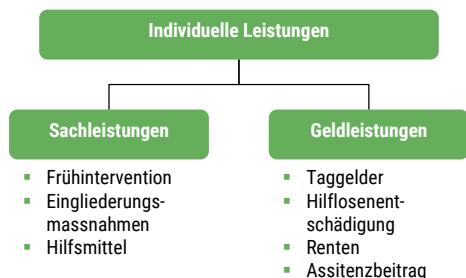 Individuelle Leistungen
Sachleistungen
Frühintervention
Eingliederungs-
massnahmen
Hilfsmittel
Geldleistungen
Taggelder
Hilflosenent-
schädigung
Renten
Assitenzbeitrag